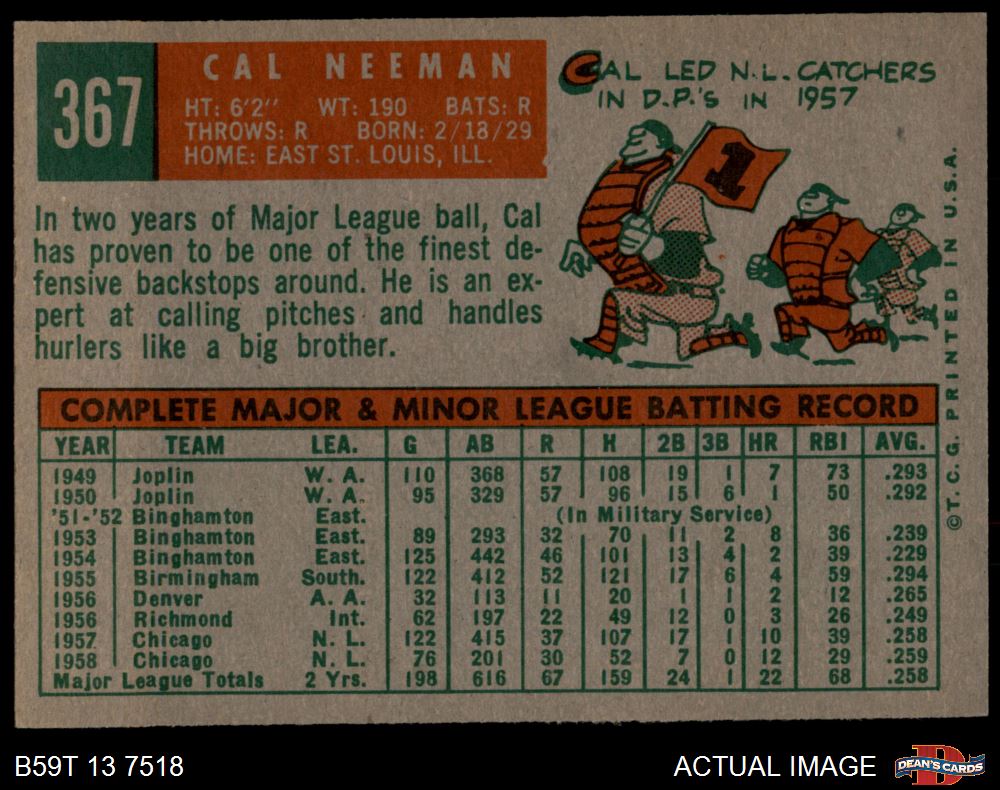 367
CAL NEEMAN
HT: 6'2" WT: 190 BATS: R
THROWS: R BORN: 2/18/29
HOME: EAST ST. LOUIS, ILL.
CAL LED N.L. CATCHERS
IN D.P.'S IN 1957
1
In two years of Major League ball, Cal
has proven to be one of the finest de-
fensive backstops around. He is an ex-
pert at calling pitches and handles
hurlers like a big brother.
©T.C.G. PRINTED IN U.S.A.
COMPLETE MAJOR & MINOR LEAGUE BATTING RECORD
YEAR TEAM LEA. G AB R H 2B 3B HR RBI AVG.
1949 Joplin W. A. 110 368 57 108 19 1 7 73 .293
1950 Joplin W. A. 95 329 57 96 15 6 1 50 .292
'51-'52 Binghamton East. (In Military Service)
1953 Binghamton East. 89 293 32 70 11 2 8 36 .239
1954 Binghamton East. 125 442 46 101 13 4 2 39 .229
1955 Birmingham South. 122 412 52 121 17 6 4 59 .294
1956 Denver A. A. 32 113 11 20 1 1 2 12 .265
1956 Richmond Int. 62 197 22 49 12 0 3 26 .249
1957 Chicago N. L. 122 415 37 107 17 1 10 39 .258
1958 Chicago N. L. 76 201 30 52 7 0 12 29 .259
Major League Totals 2 Yrs. 198 616 67 159 24 1 22 68 .258
B59T 13 7518
ACTUAL IMAGE
DEAN'S CARDS